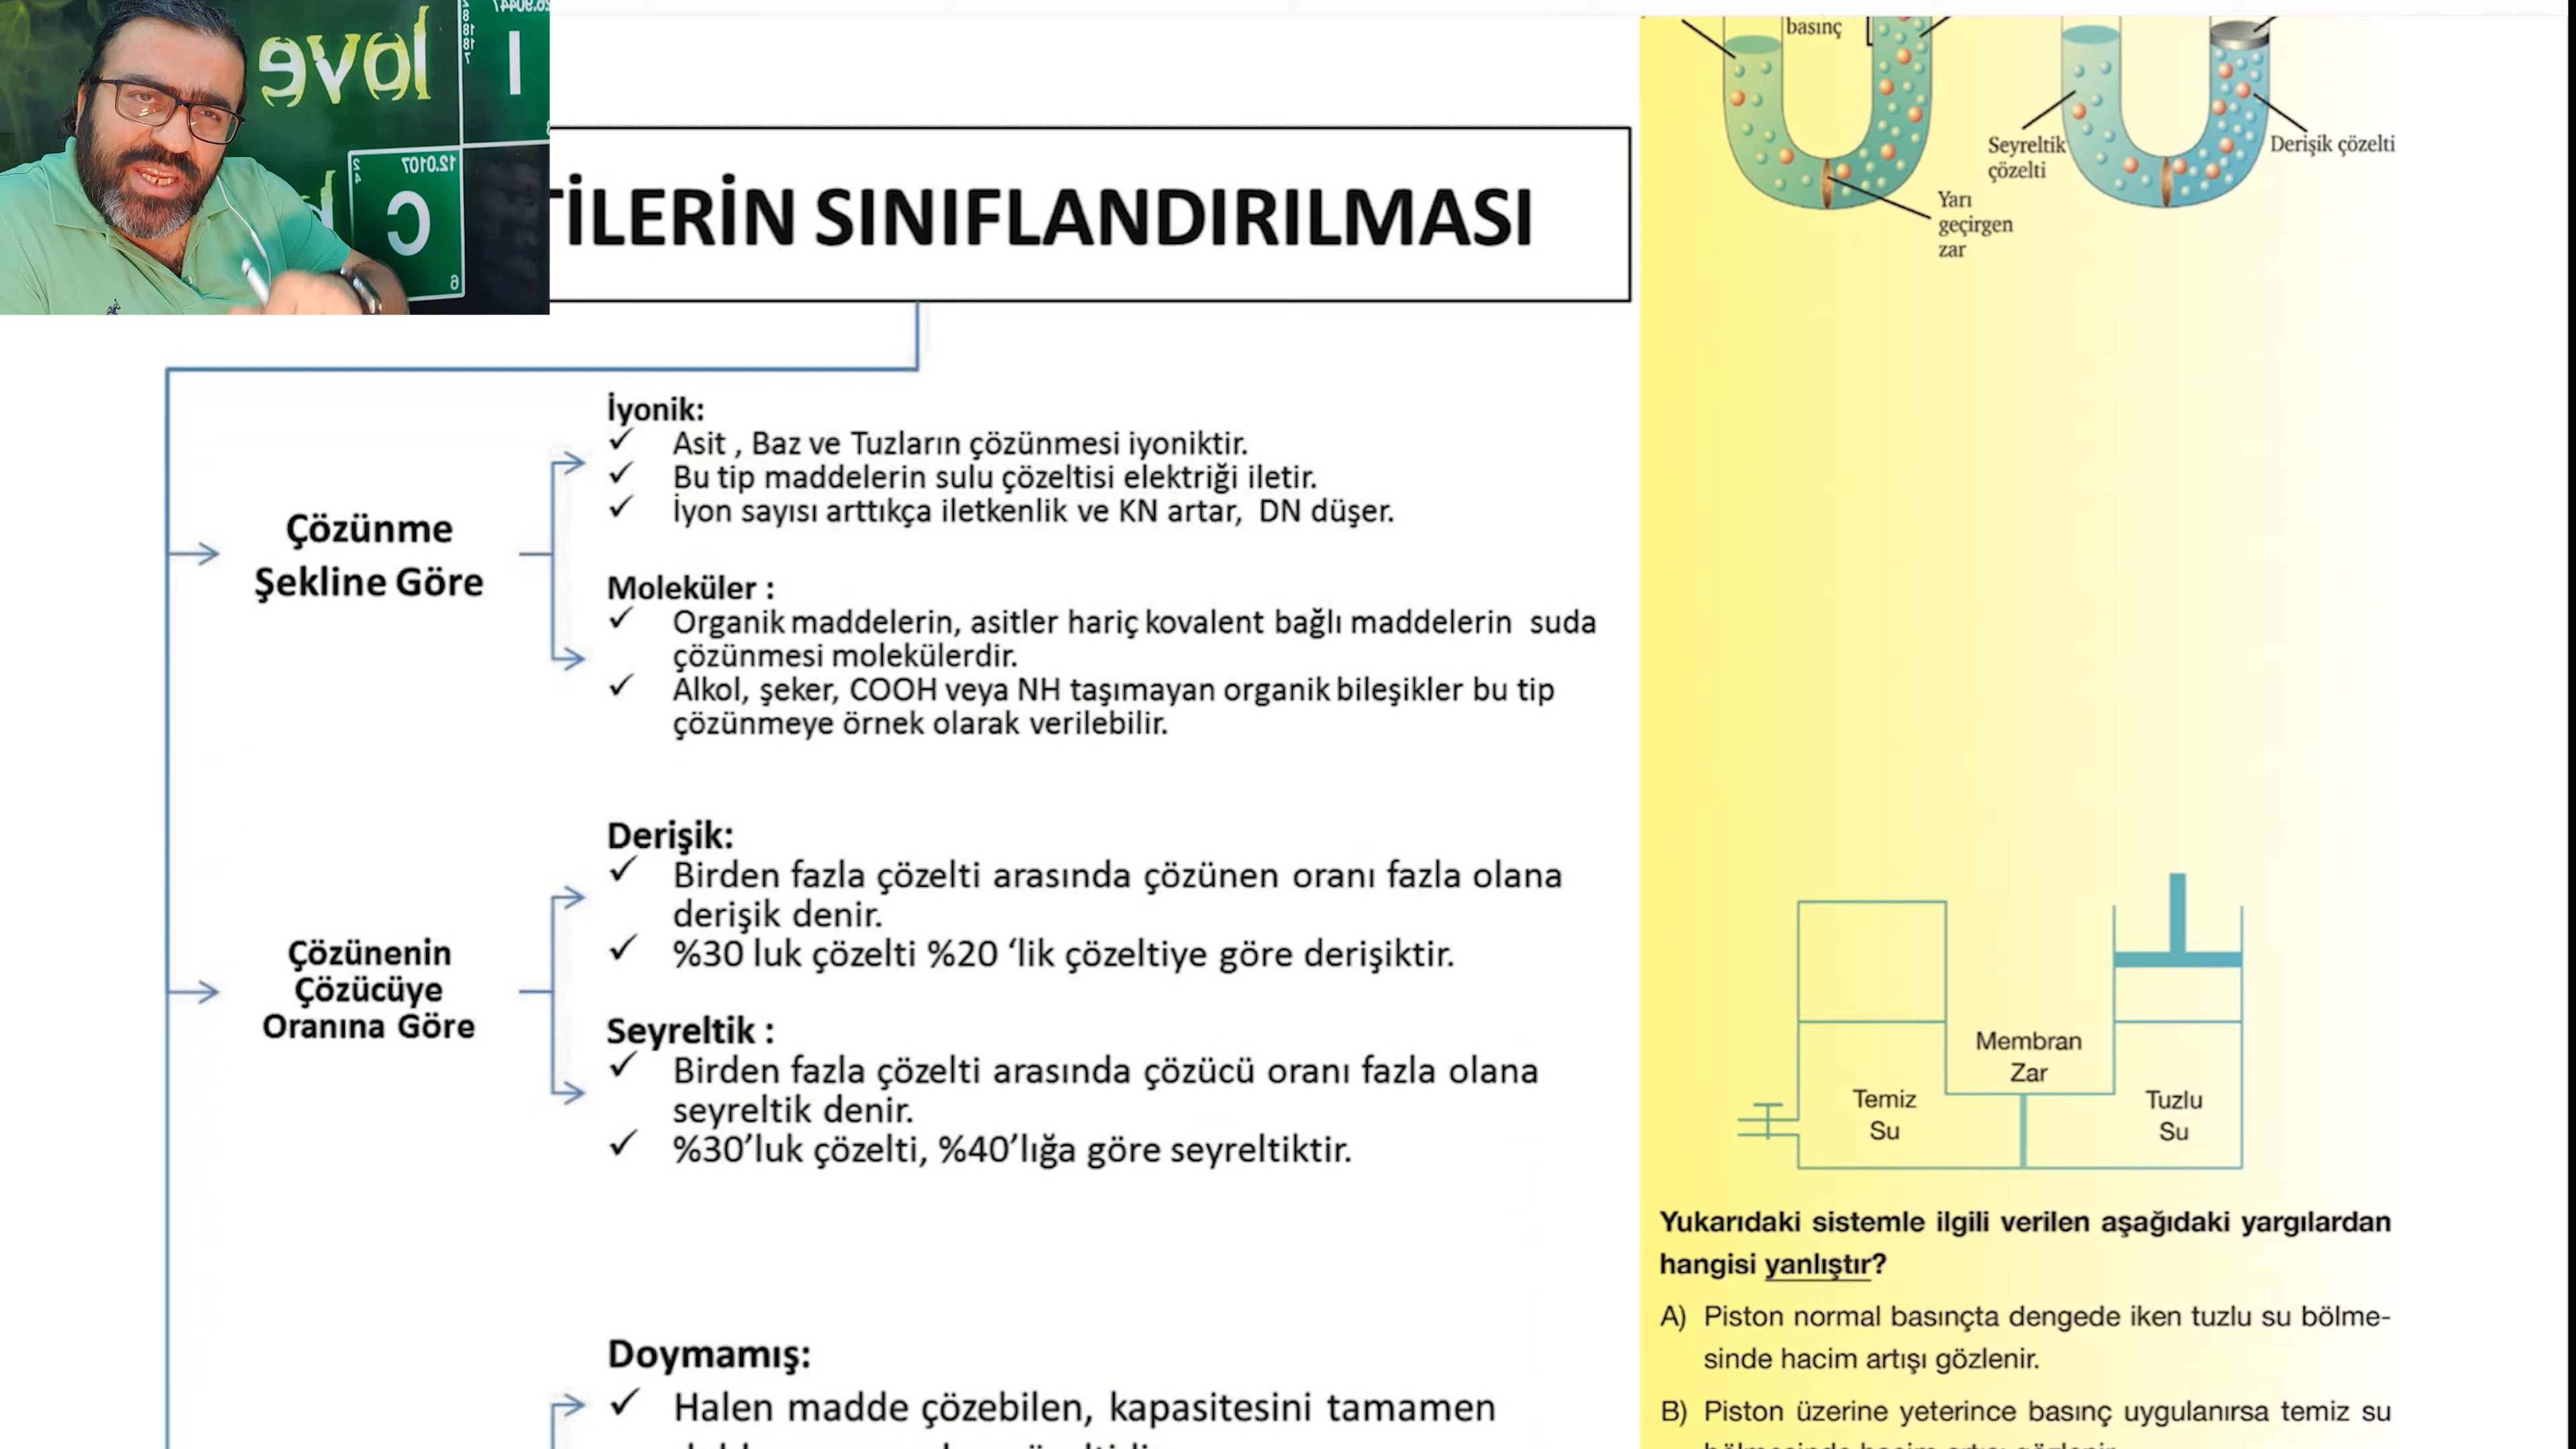 love
12.0107
C
6
TİLERİN SINIFLANDIRILMASI
Çözünme
Şekline Göre
İyonik:
✓ Asit , Baz ve Tuzların çözünmesi iyoniktir.
✓ Bu tip maddelerin sulu çözeltisi elektriği iletir.
✓ İyon sayısı arttıkça iletkenlik ve KN artar, DN düşer.
Moleküler :
✓ Organik maddelerin, asitler hariç kovalent bağlı maddelerin suda
çözünmesi molekülerdir.
✓ Alkol, şeker, COOH veya NH taşımayan organik bileşikler bu tip
çözünmeye örnek olarak verilebilir.
Çözünenin
Çözücüye
Oranına Göre
Derişik:
✓ Birden fazla çözelti arasında çözünen oranı fazla olana
derişik denir.
✓ %30 luk çözelti %20 ‘lik çözeltiye göre derişiktir.
Seyreltik :
✓ Birden fazla çözelti arasında çözücü oranı fazla olana
seyreltik denir.
✓ %30’luk çözelti, %40’lığa göre seyreltiktir.
Doymamış:
✓ Halen madde çözebilen, kapasitesini tamamen
basınç
Yarı
geçirgen
zar
Seyreltik
çözelti
Derişik çözelti
Membran
Zar
Temiz
Su
Tuzlu
Su
Yukarıdaki sistemle ilgili verilen aşağıdaki yargılardan
hangisi yanlıştır?
A) Piston normal basınçta dengede iken tuzlu su bölme-
sinde hacim artışı gözlenir.
B) Piston üzerine yeterince basınç uygulanırsa temiz su